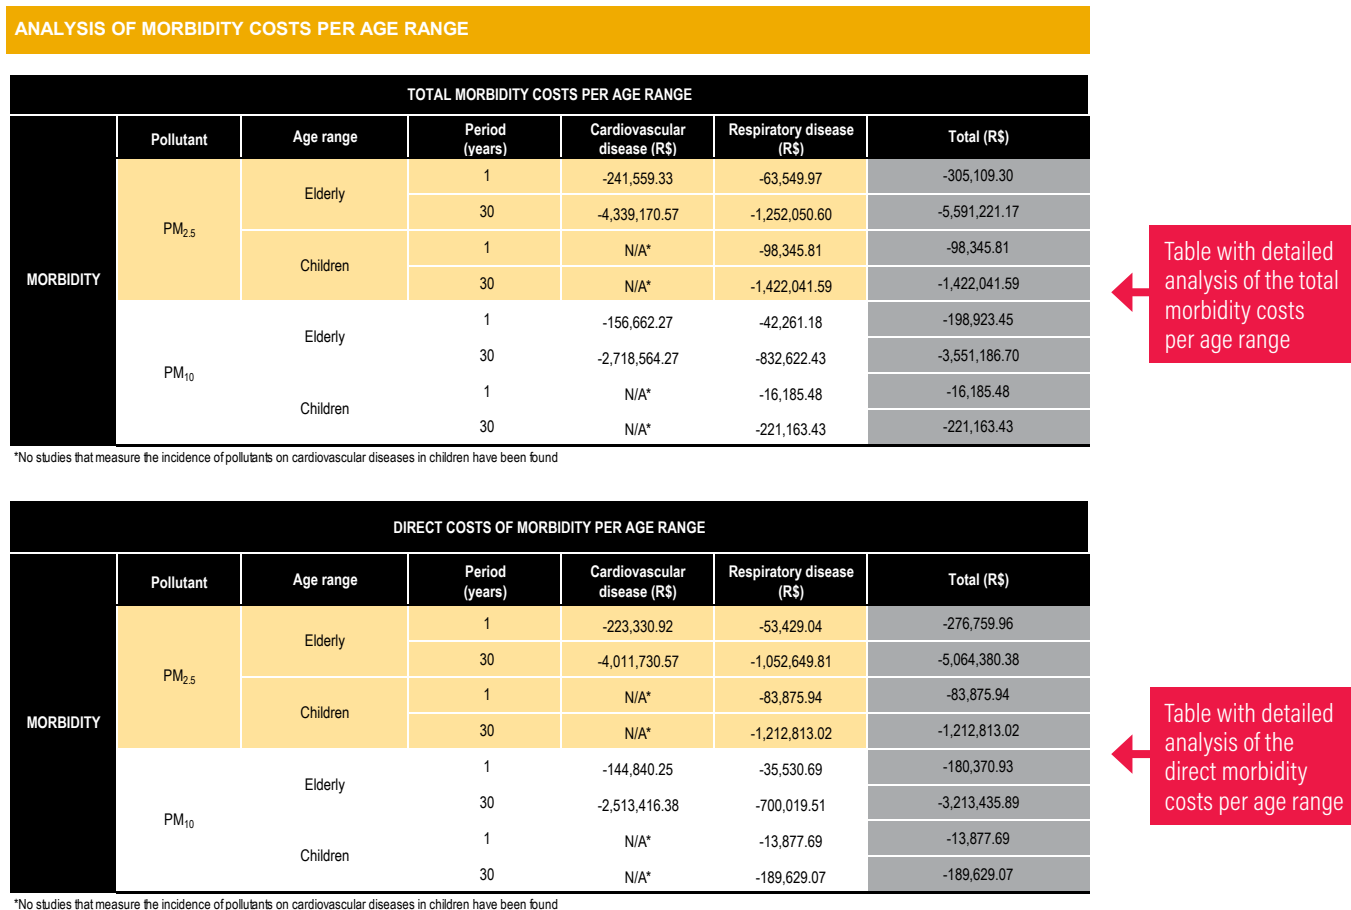 ANALYSIS OF MORBIDITY COSTS PER AGE RANGE
TOTAL MORBIDITY COSTS PER AGE RANGE
MORBIDITY
Pollutant Age range Period (years) Cardiovascular disease (R$) Respiratory disease (R$) Total (R$)
PM2.5 Elderly 1 -241,559.33 -63,549.97 -305,109.30
30 -4,339,170.57 -1,252,050.60 -5,591,221.17
Children 1 N/A* -98,345.81 -98,345.81
30 N/A* -1,422,041.59 -1,422,041.59
PM10 Elderly 1 -156,662.27 -42,261.18 -198,923.45
30 -2,718,564.27 -832,622.43 -3,551,186.70
Children 1 N/A* -16,185.48 -16,185.48
30 N/A* -221,163.43 -221,163.43
*No studies that measure the incidence of pollutants on cardiovascular diseases in children have been found
Table with detailed
analysis of the total
morbidity costs
per age range
DIRECT COSTS OF MORBIDITY PER AGE RANGE
MORBIDITY
Pollutant Age range Period (years) Cardiovascular disease (R$) Respiratory disease (R$) Total (R$)
PM2.5 Elderly 1 -223,330.92 -53,429.04 -276,759.96
30 -4,011,730.57 -1,052,649.81 -5,064,380.38
Children 1 N/A* -83,875.94 -83,875.94
30 N/A* -1,212,813.02 -1,212,813.02
PM10 Elderly 1 -144,840.25 -35,530.69 -180,370.93
30 -2,513,416.38 -700,019.51 -3,213,435.89
Children 1 N/A* -13,877.69 -13,877.69
30 N/A* -189,629.07 -189,629.07
*No studies that measure the incidence of pollutants on cardiovascular diseases in children have been found
Table with detailed
analysis of the
direct morbidity
costs per age range